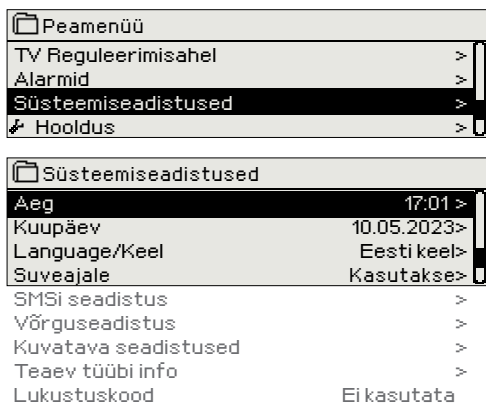 Peamenüü
TV Reguleerimisahel >
Alarmid >
Süsteemiseadistused >
Hooldus >
Süsteemiseadistused
Aeg 17:01 >
Kuupäev 10.05.2023>
Language/Keel Eesti keel>
Suveajale Kasutakse>
SMSi seadistus >
Võrguseadistus >
Kuvatava seadistused >
Teaev tüübi info >
Lukustuskood Ei kasutata